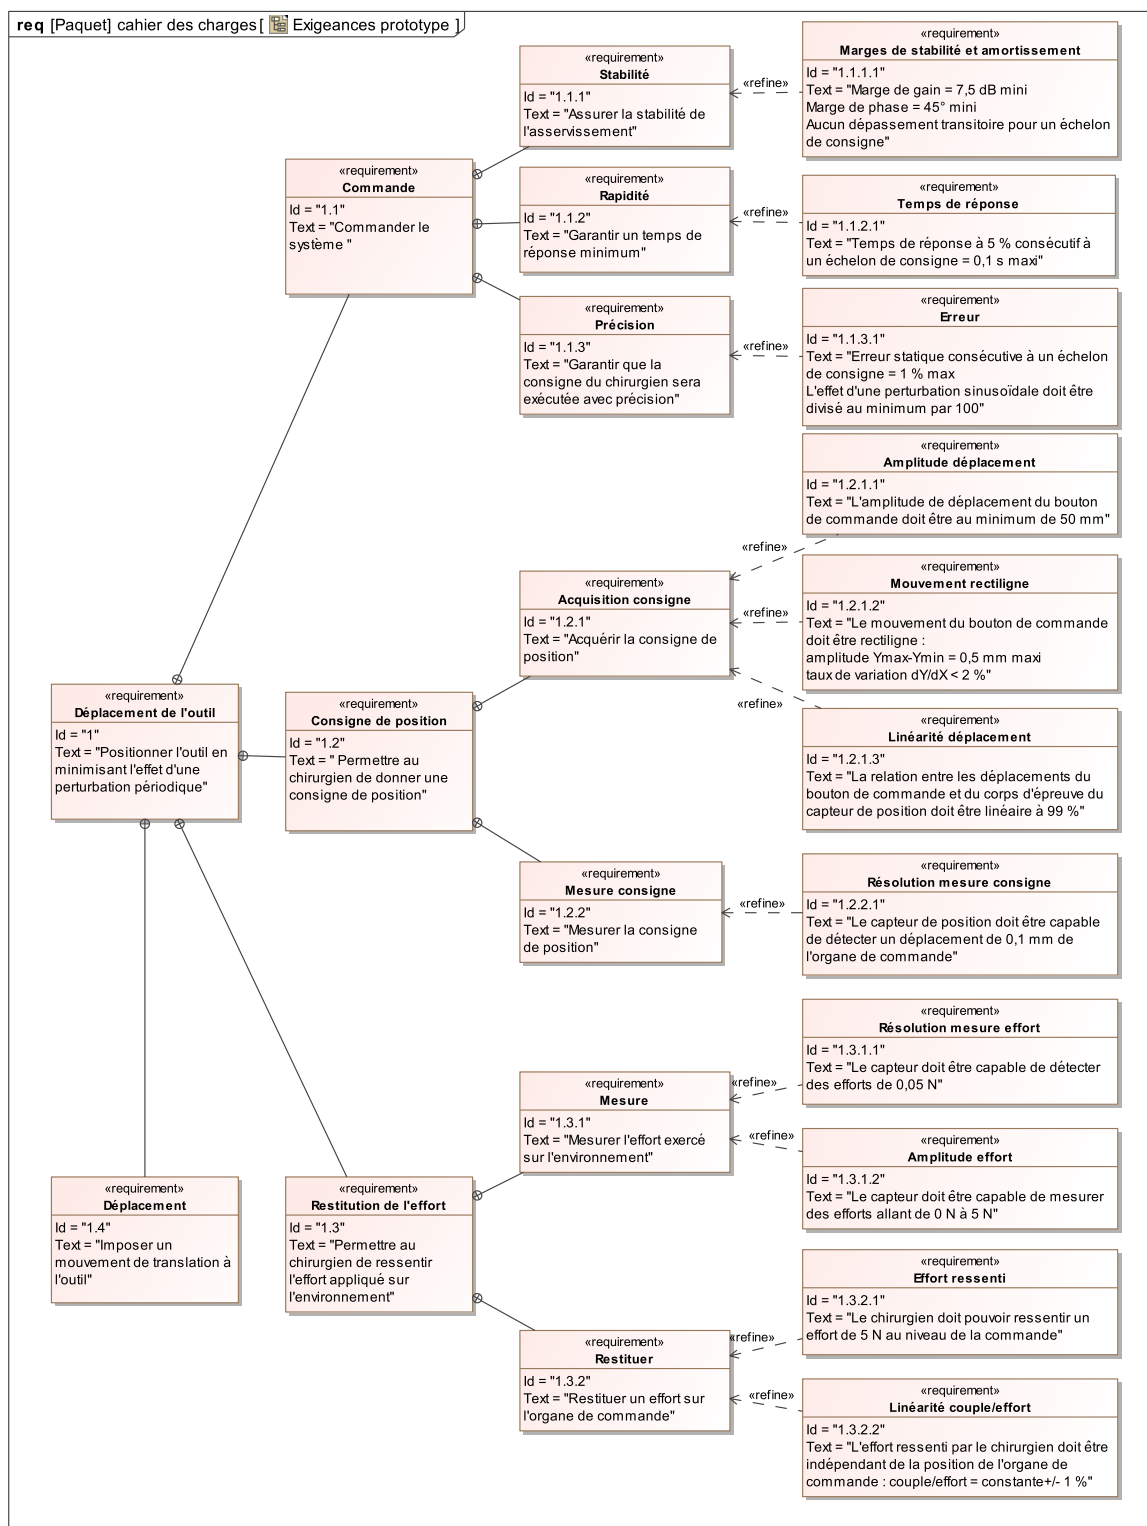 req [Paquet] cahier des charges [ Exigeances prototype ]
«requirement»
Stabilité
Id = "1.1.1"
Text = "Assurer la stabilité de
l'asservissement"
«refine»
«requirement»
Marges de stabilité et amortissement
Id = "1.1.1.1"
Text = "Marge de gain = 7,5 dB mini
Marge de phase = 45° mini
Aucun dépassement transitoire pour un échelon
de consigne"
«requirement»
Commande
Id = "1.1"
Text = "Commander le
système "
«requirement»
Rapidité
Id = "1.1.2"
Text = "Garantir un temps de
réponse minimum"
«refine»
«requirement»
Temps de réponse
Id = "1.1.2.1"
Text = "Temps de réponse à 5 % consécutif à
un échelon de consigne = 0,1 s maxi"
«requirement»
Précision
Id = "1.1.3"
Text = "Garantir que la
consigne du chirurgien sera
exécutée avec précision"
«refine»
«requirement»
Erreur
Id = "1.1.3.1"
Text = "Erreur statique consécutive à un échelon
de consigne = 1 % max
L'effet d'une perturbation sinusoïdale doit être
divisé au minimum par 100"
«requirement»
Amplitude déplacement
Id = "1.2.1.1"
Text = "L'amplitude de déplacement du bouton
de commande doit être au minimum de 50 mm"
«refine»
«requirement»
Acquisition consigne
Id = "1.2.1"
Text = "Acquérir la consigne de
position"
«refine»
«requirement»
Mouvement rectiligne
Id = "1.2.1.2"
Text = "Le mouvement du bouton de commande
doit être rectiligne :
amplitude Ymax-Ymin = 0,5 mm maxi
taux de variation dY/dX < 2 %"
«refine»
«requirement»
Linéarité déplacement
Id = "1.2.1.3"
Text = "La relation entre les déplacements du
bouton de commande et du corps d'épreuve du
capteur de position doit être linéaire à 99 %"
«requirement»
Déplacement de l'outil
Id = "1"
Text = "Positionner l'outil en
minimisant l'effet d'une
perturbation périodique"
«requirement»
Consigne de position
Id = "1.2"
Text = " Permettre au
chirurgien de donner une
consigne de position"
«requirement»
Mesure consigne
Id = "1.2.2"
Text = "Mesurer la consigne
de position"
«refine»
«requirement»
Résolution mesure consigne
Id = "1.2.2.1"
Text = "Le capteur de position doit être capable
de détecter un déplacement de 0,1 mm de
l'organe de commande"
«requirement»
Résolution mesure effort
Id = "1.3.1.1"
Text = "Le capteur doit être capable de détecter
des efforts de 0,05 N"
«refine»
«requirement»
Mesure
Id = "1.3.1"
Text = "Mesurer l'effort exercé
sur l'environnement"
«refine»
«requirement»
Amplitude effort
Id = "1.3.1.2"
Text = "Le capteur doit être capable de mesurer
des efforts allant de 0 N à 5 N"
«requirement»
Déplacement
Id = "1.4"
Text = "Imposer un
mouvement de translation à
l'outil"
«requirement»
Restitution de l'effort
Id = "1.3"
Text = "Permettre au
chirurgien de ressentir
l'effort appliqué sur
l'environnement"
«requirement»
Effort ressenti
Id = "1.3.2.1"
Text = "Le chirurgien doit pouvoir ressentir un
effort de 5 N au niveau de la commande"
«refine»
«requirement»
Restituer
Id = "1.3.2"
Text = "Restituer un effort sur
l'organe de commande"
«refine»
«requirement»
Linéarité couple/effort
Id = "1.3.2.2"
Text = "L'effort ressenti par le chirurgien doit être
indépendant de la position de l'organe de
commande : couple/effort = constante+/- 1 %"